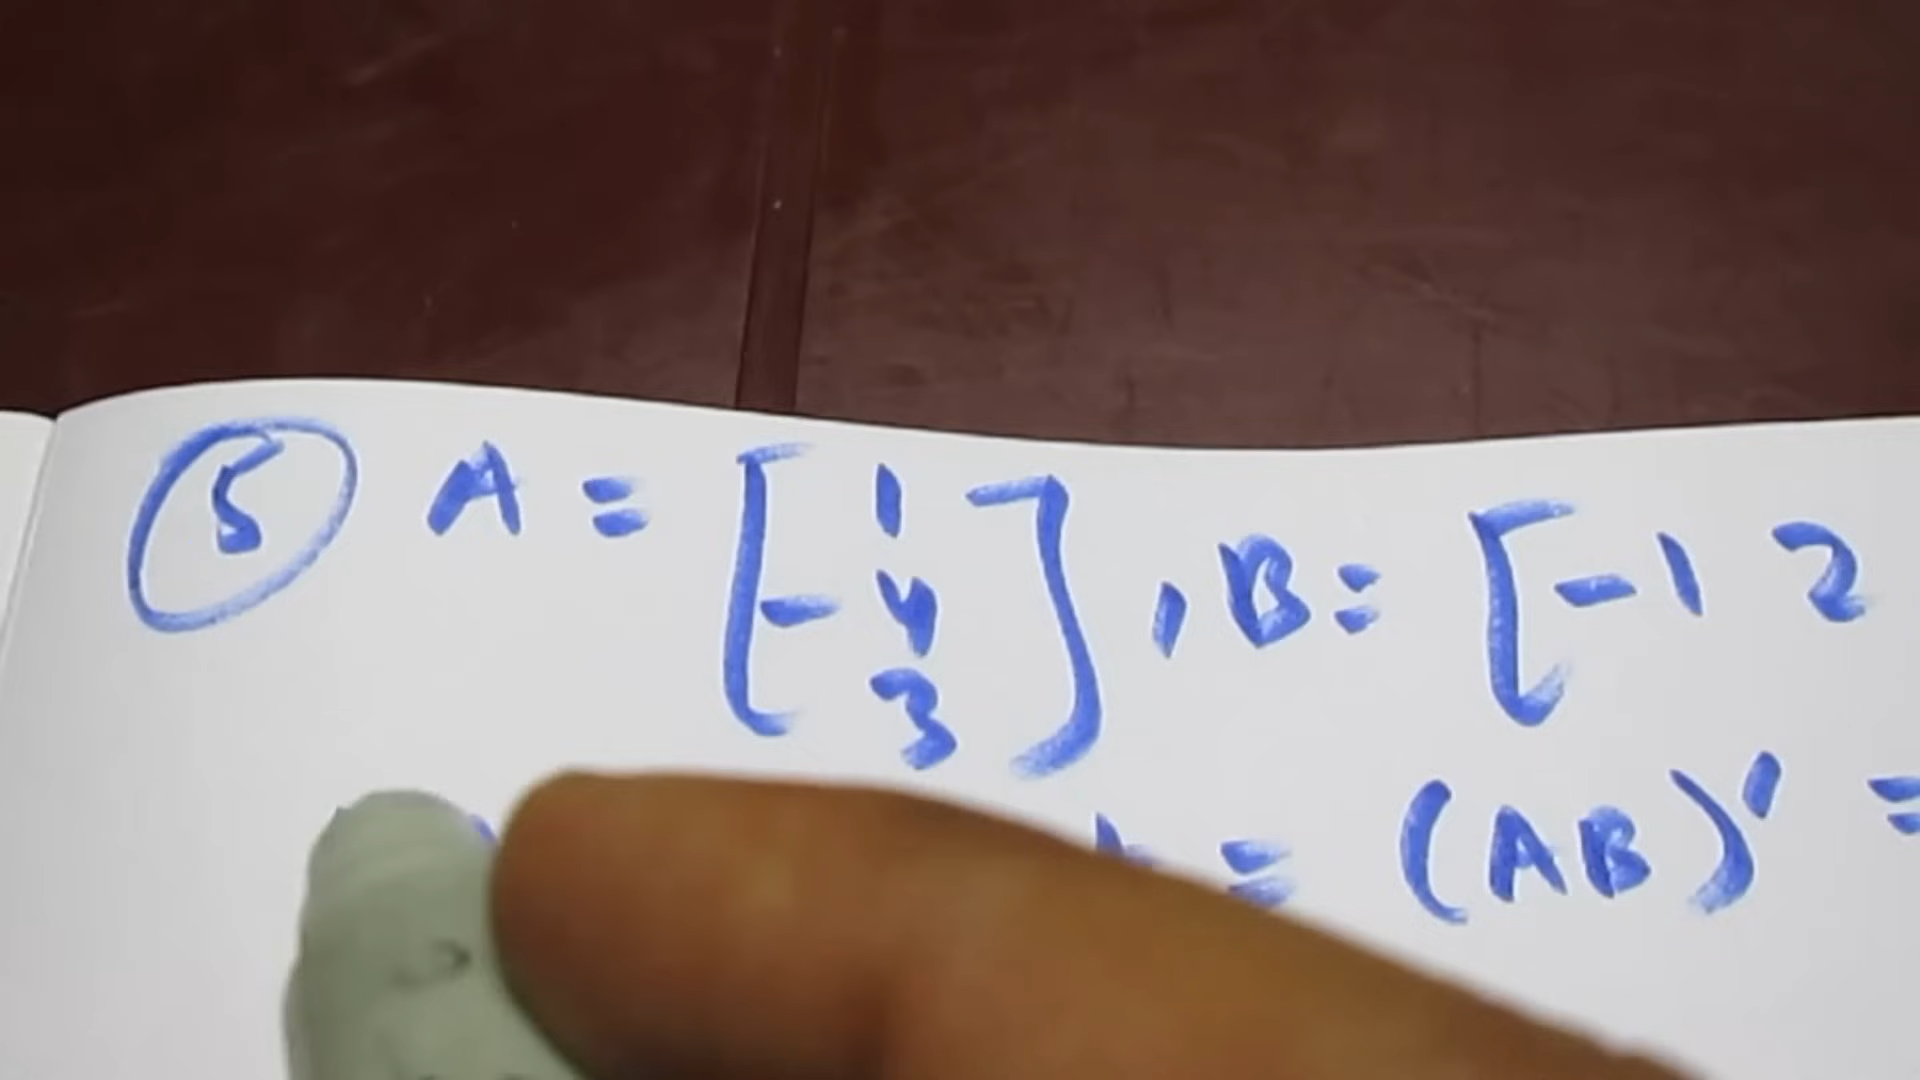 5 A = [ 1 , B = [ -1 2
-4
3 ]
= (AB)' =